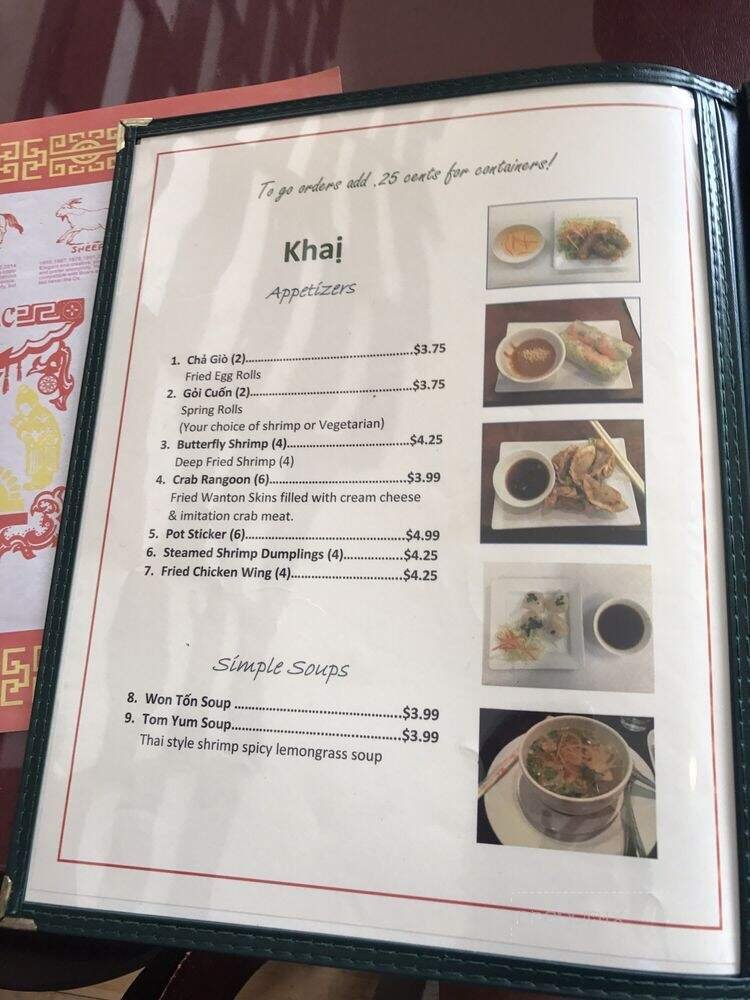 To go orders add .25 cents for containers!
Khaị
Appetizers
1. Chả Giò (2)................................................$3.75
Fried Egg Rolls
2. Gỏi Cuốn (2)..............................................$3.75
Spring Rolls
(Your choice of shrimp or Vegetarian)
3. Butterfly Shrimp (4)...................................$4.25
Deep Fried Shrimp (4)
4. Crab Rangoon (6).......................................$3.99
Fried Wanton Skins filled with cream cheese
& imitation crab meat.
5. Pot Sticker (6).............................................$4.99
6. Steamed Shrimp Dumplings (4)..................$4.25
7. Fried Chicken Wing (4)...............................$4.25
Simple Soups
8. Won Tốn Soup ...........................................$3.99
9. Tom Yum Soup...........................................$3.99
Thai style shrimp spicy lemongrass soup
SHEEP